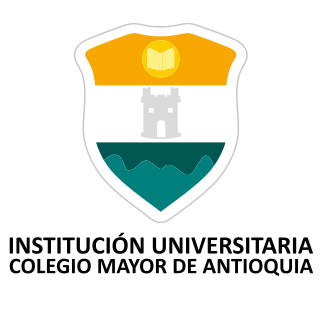 INSTITUCIÓN UNIVERSITARIA
COLEGIO MAYOR DE ANTIOQUIA